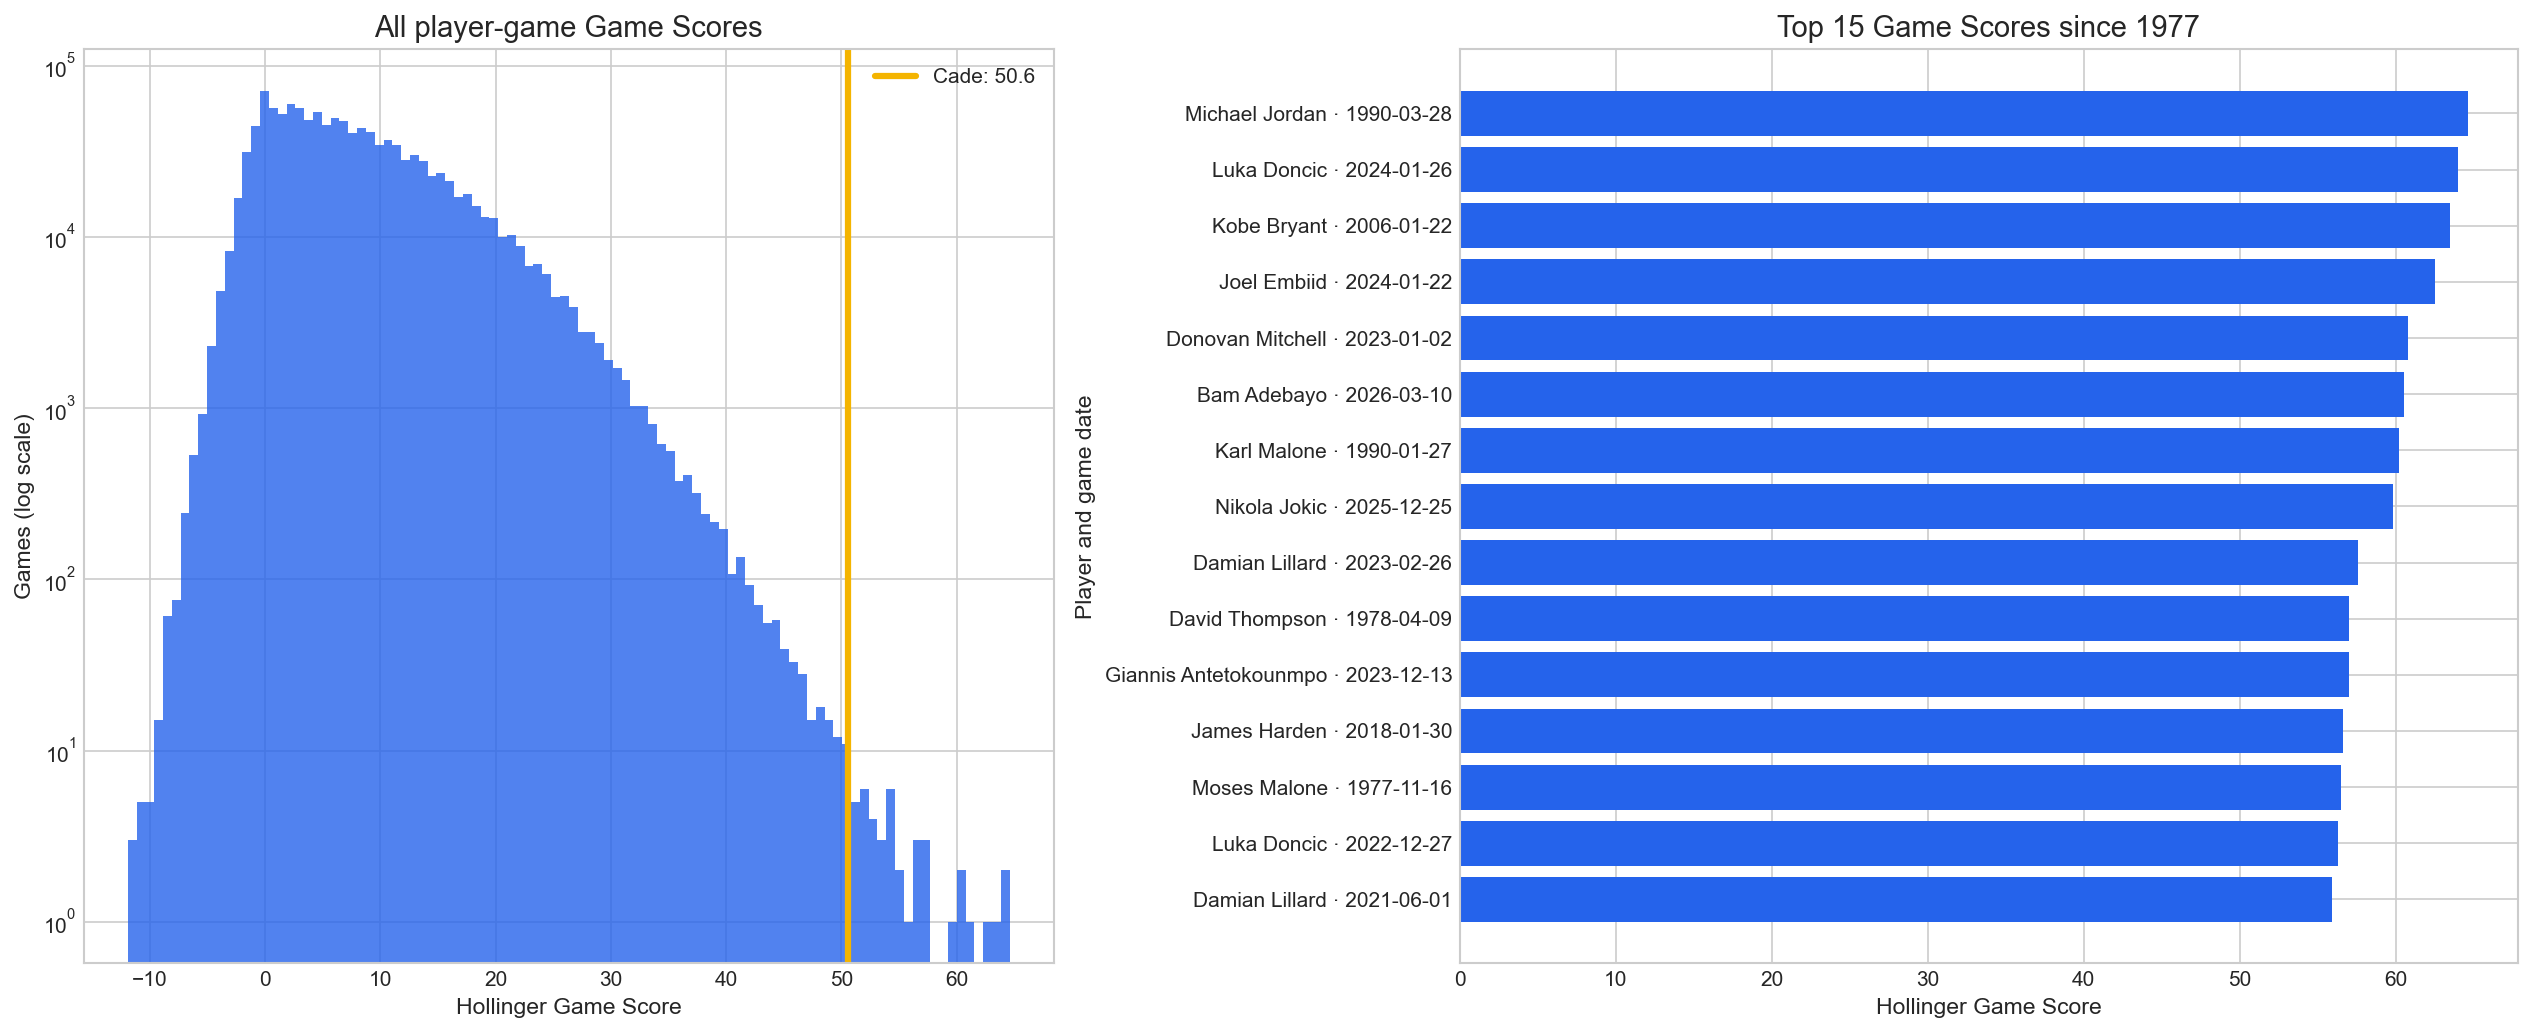 All player-game Game Scores
Games (log scale)
10^5
10^4
10^3
10^2
10^1
10^0
Cade: 50.6
−10 0 10 20 30 40 50 60
Hollinger Game Score
Top 15 Game Scores since 1977
Player and game date
Michael Jordan · 1990-03-28
Luka Doncic · 2024-01-26
Kobe Bryant · 2006-01-22
Joel Embiid · 2024-01-22
Donovan Mitchell · 2023-01-02
Bam Adebayo · 2026-03-10
Karl Malone · 1990-01-27
Nikola Jokic · 2025-12-25
Damian Lillard · 2023-02-26
David Thompson · 1978-04-09
Giannis Antetokounmpo · 2023-12-13
James Harden · 2018-01-30
Moses Malone · 1977-11-16
Luka Doncic · 2022-12-27
Damian Lillard · 2021-06-01
0 10 20 30 40 50 60
Hollinger Game Score